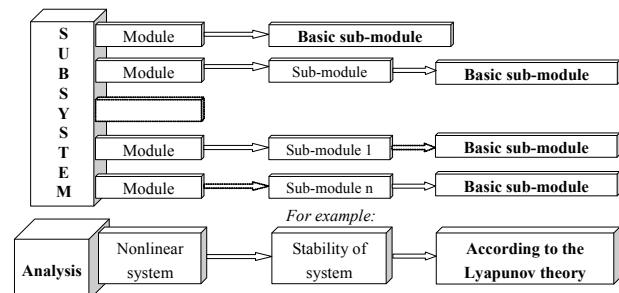 SUBSYSTEM
Module Basic sub-module
Module Sub-module Basic sub-module
Module Sub-module 1 Basic sub-module
Module Sub-module n Basic sub-module
For example:
Analysis
Nonlinear
system
Stability of
system
According to the
Lyapunov theory